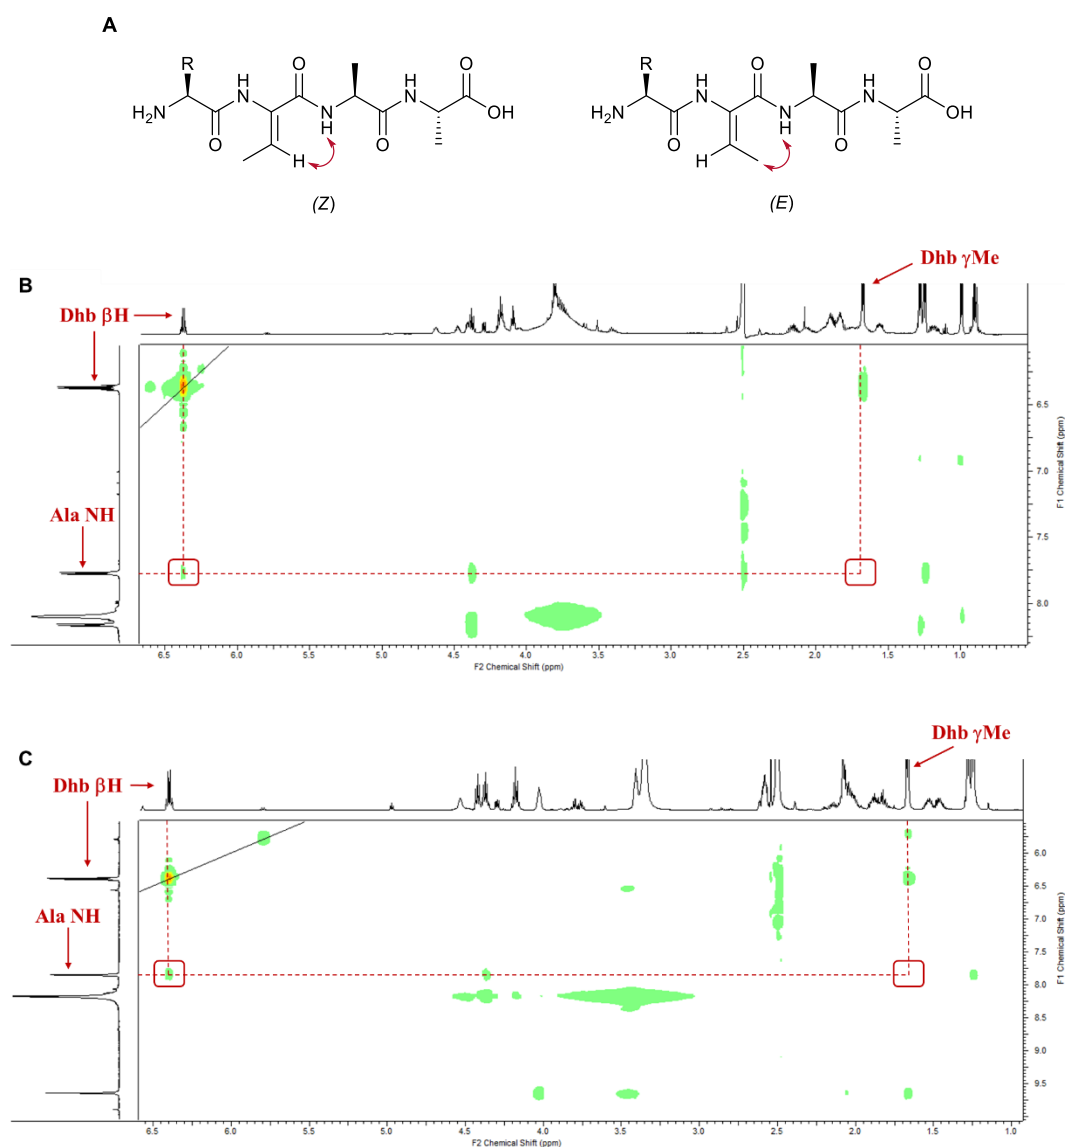 A
R
H
N
O
H
N
O
OH
H2N
O
N
H
O
H
(Z)
R
H
N
O
H
N
O
OH
H2N
O
N
H
O
H
(E)
B
Dhb γMe
Dhb βH
Ala NH
6.5
7.0
7.5
8.0
F1 Chemical Shift (ppm)
6.5 6.0 5.5 5.0 4.5 4.0 3.5 3.0 2.5 2.0 1.5 1.0
F2 Chemical Shift (ppm)
C
Dhb γMe
Dhb βH
Ala NH
6.0
6.5
7.0
7.5
8.0
8.5
9.0
9.5
F1 Chemical Shift (ppm)
6.5 6.0 5.5 5.0 4.5 4.0 3.5 3.0 2.5 2.0 1.5 1.0
F2 Chemical Shift (ppm)